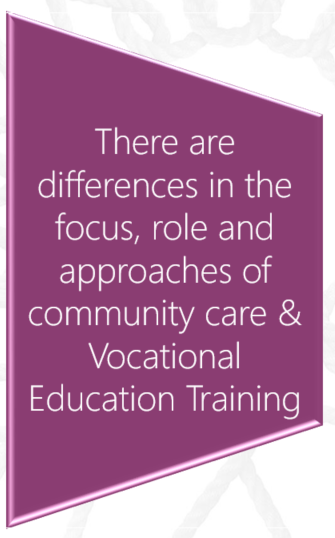 There are
differences in the
focus, role and
approaches of
community care &
Vocational
Education Training